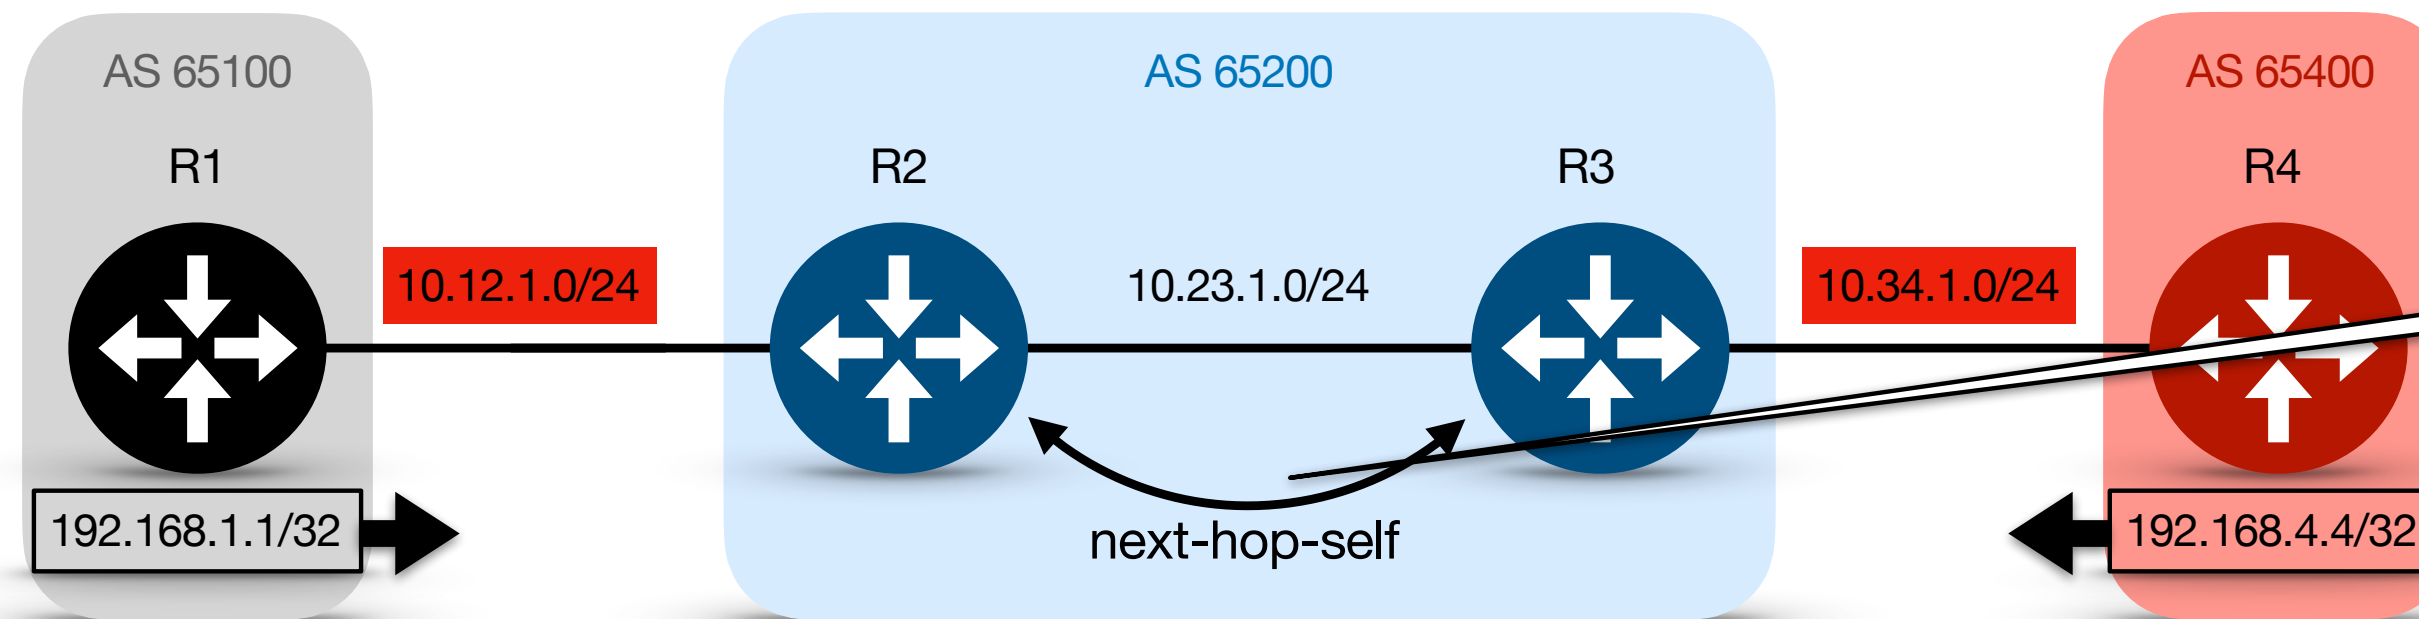 AS 65100
AS 65200
AS 65400
R1
R2
R3
R4
10.12.1.0/24
10.23.1.0/24
10.34.1.0/24
192.168.1.1/32
next-hop-self
192.168.4.4/32